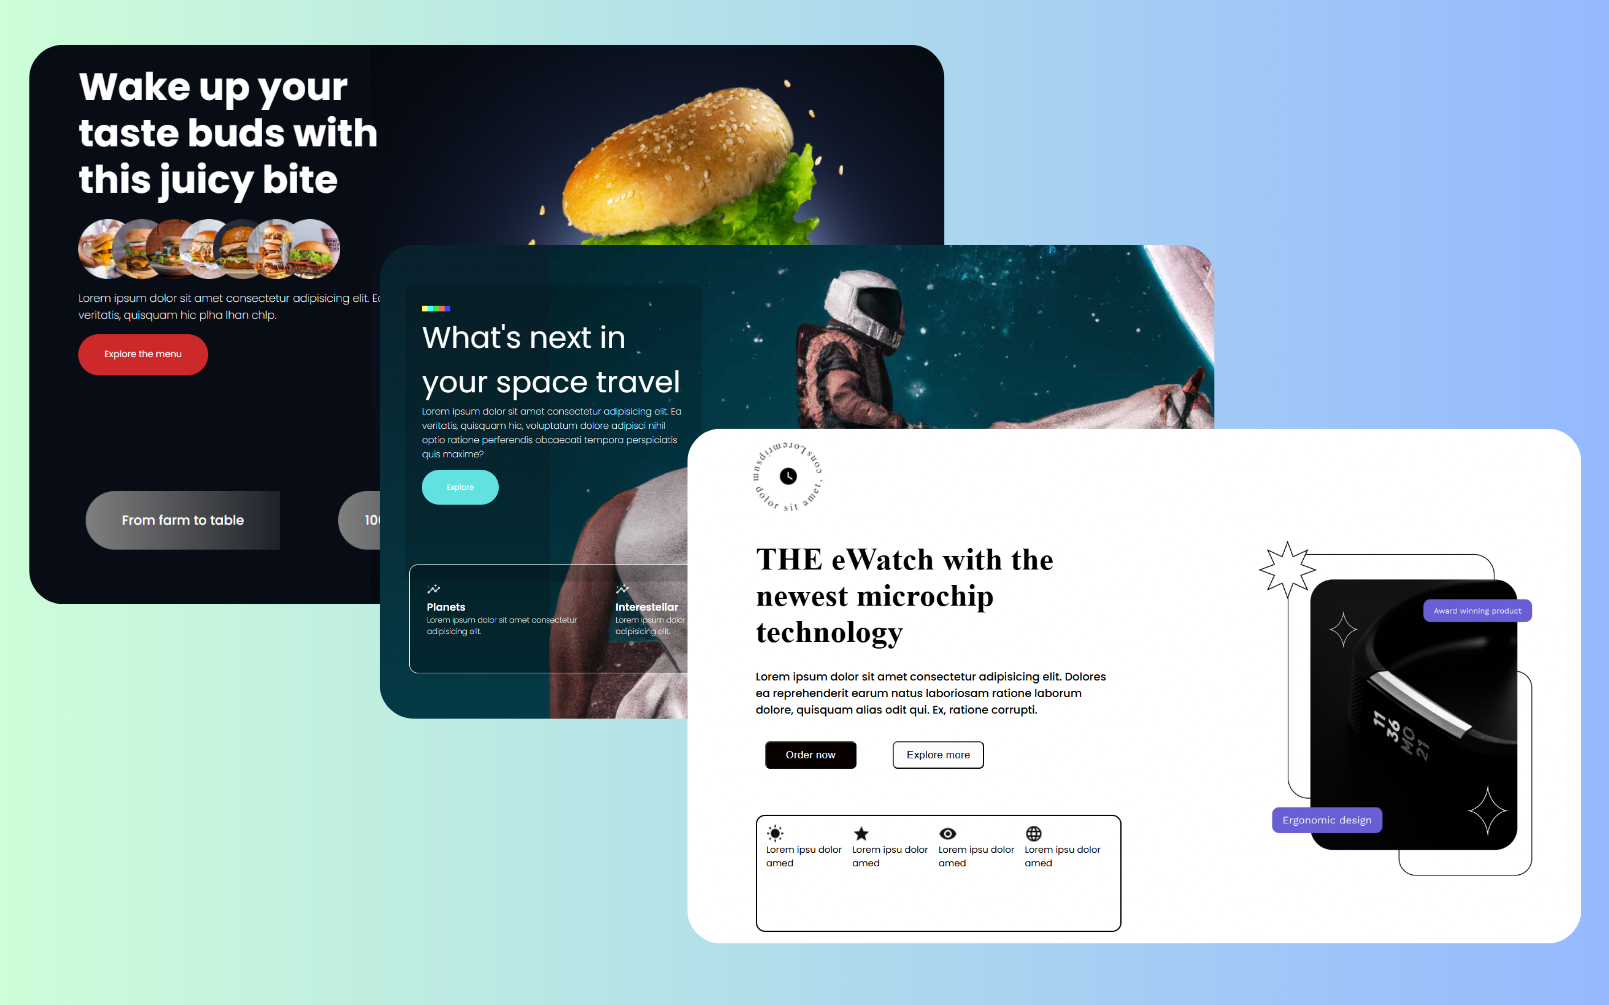 Wake up your
taste buds with
this juicy bite
Lorem ipsum dolor sit amet consectetur adipisicing elit.
veritatis, quisquam hic plha lhan chlp.
Explore the menu
From farm to table
What's next in
your space travel
Lorem ipsum dolor sit amet consectetur adipisicing elit. Ea
veritatis, quisquam hic, voluptatum dolore adipisci nihil
optio ratione perferendis obcaecati tempora perspiciatis
quis maxime?
Explore
Planets
Lorem ipsum dolor sit amet consectetur
adipisicing elit.
Interestellar
Lorem ipsum dolor
adipisicing elit.
Lorem ipsum dolor sit amet, cons
THE eWatch with the
newest microchip
technology
Lorem ipsum dolor sit amet consectetur adipisicing elit. Dolores
ea reprehenderit earum natus laboriosam ratione laborum
dolore, quisquam alias odit qui. Ex, ratione corrupti.
Order now
Explore more
Lorem ipsu dolor
amed
Lorem ipsu dolor
amed
Lorem ipsu dolor
amed
Lorem ipsu dolor
amed
Award winning product
11
36
MO
21
Ergonomic design